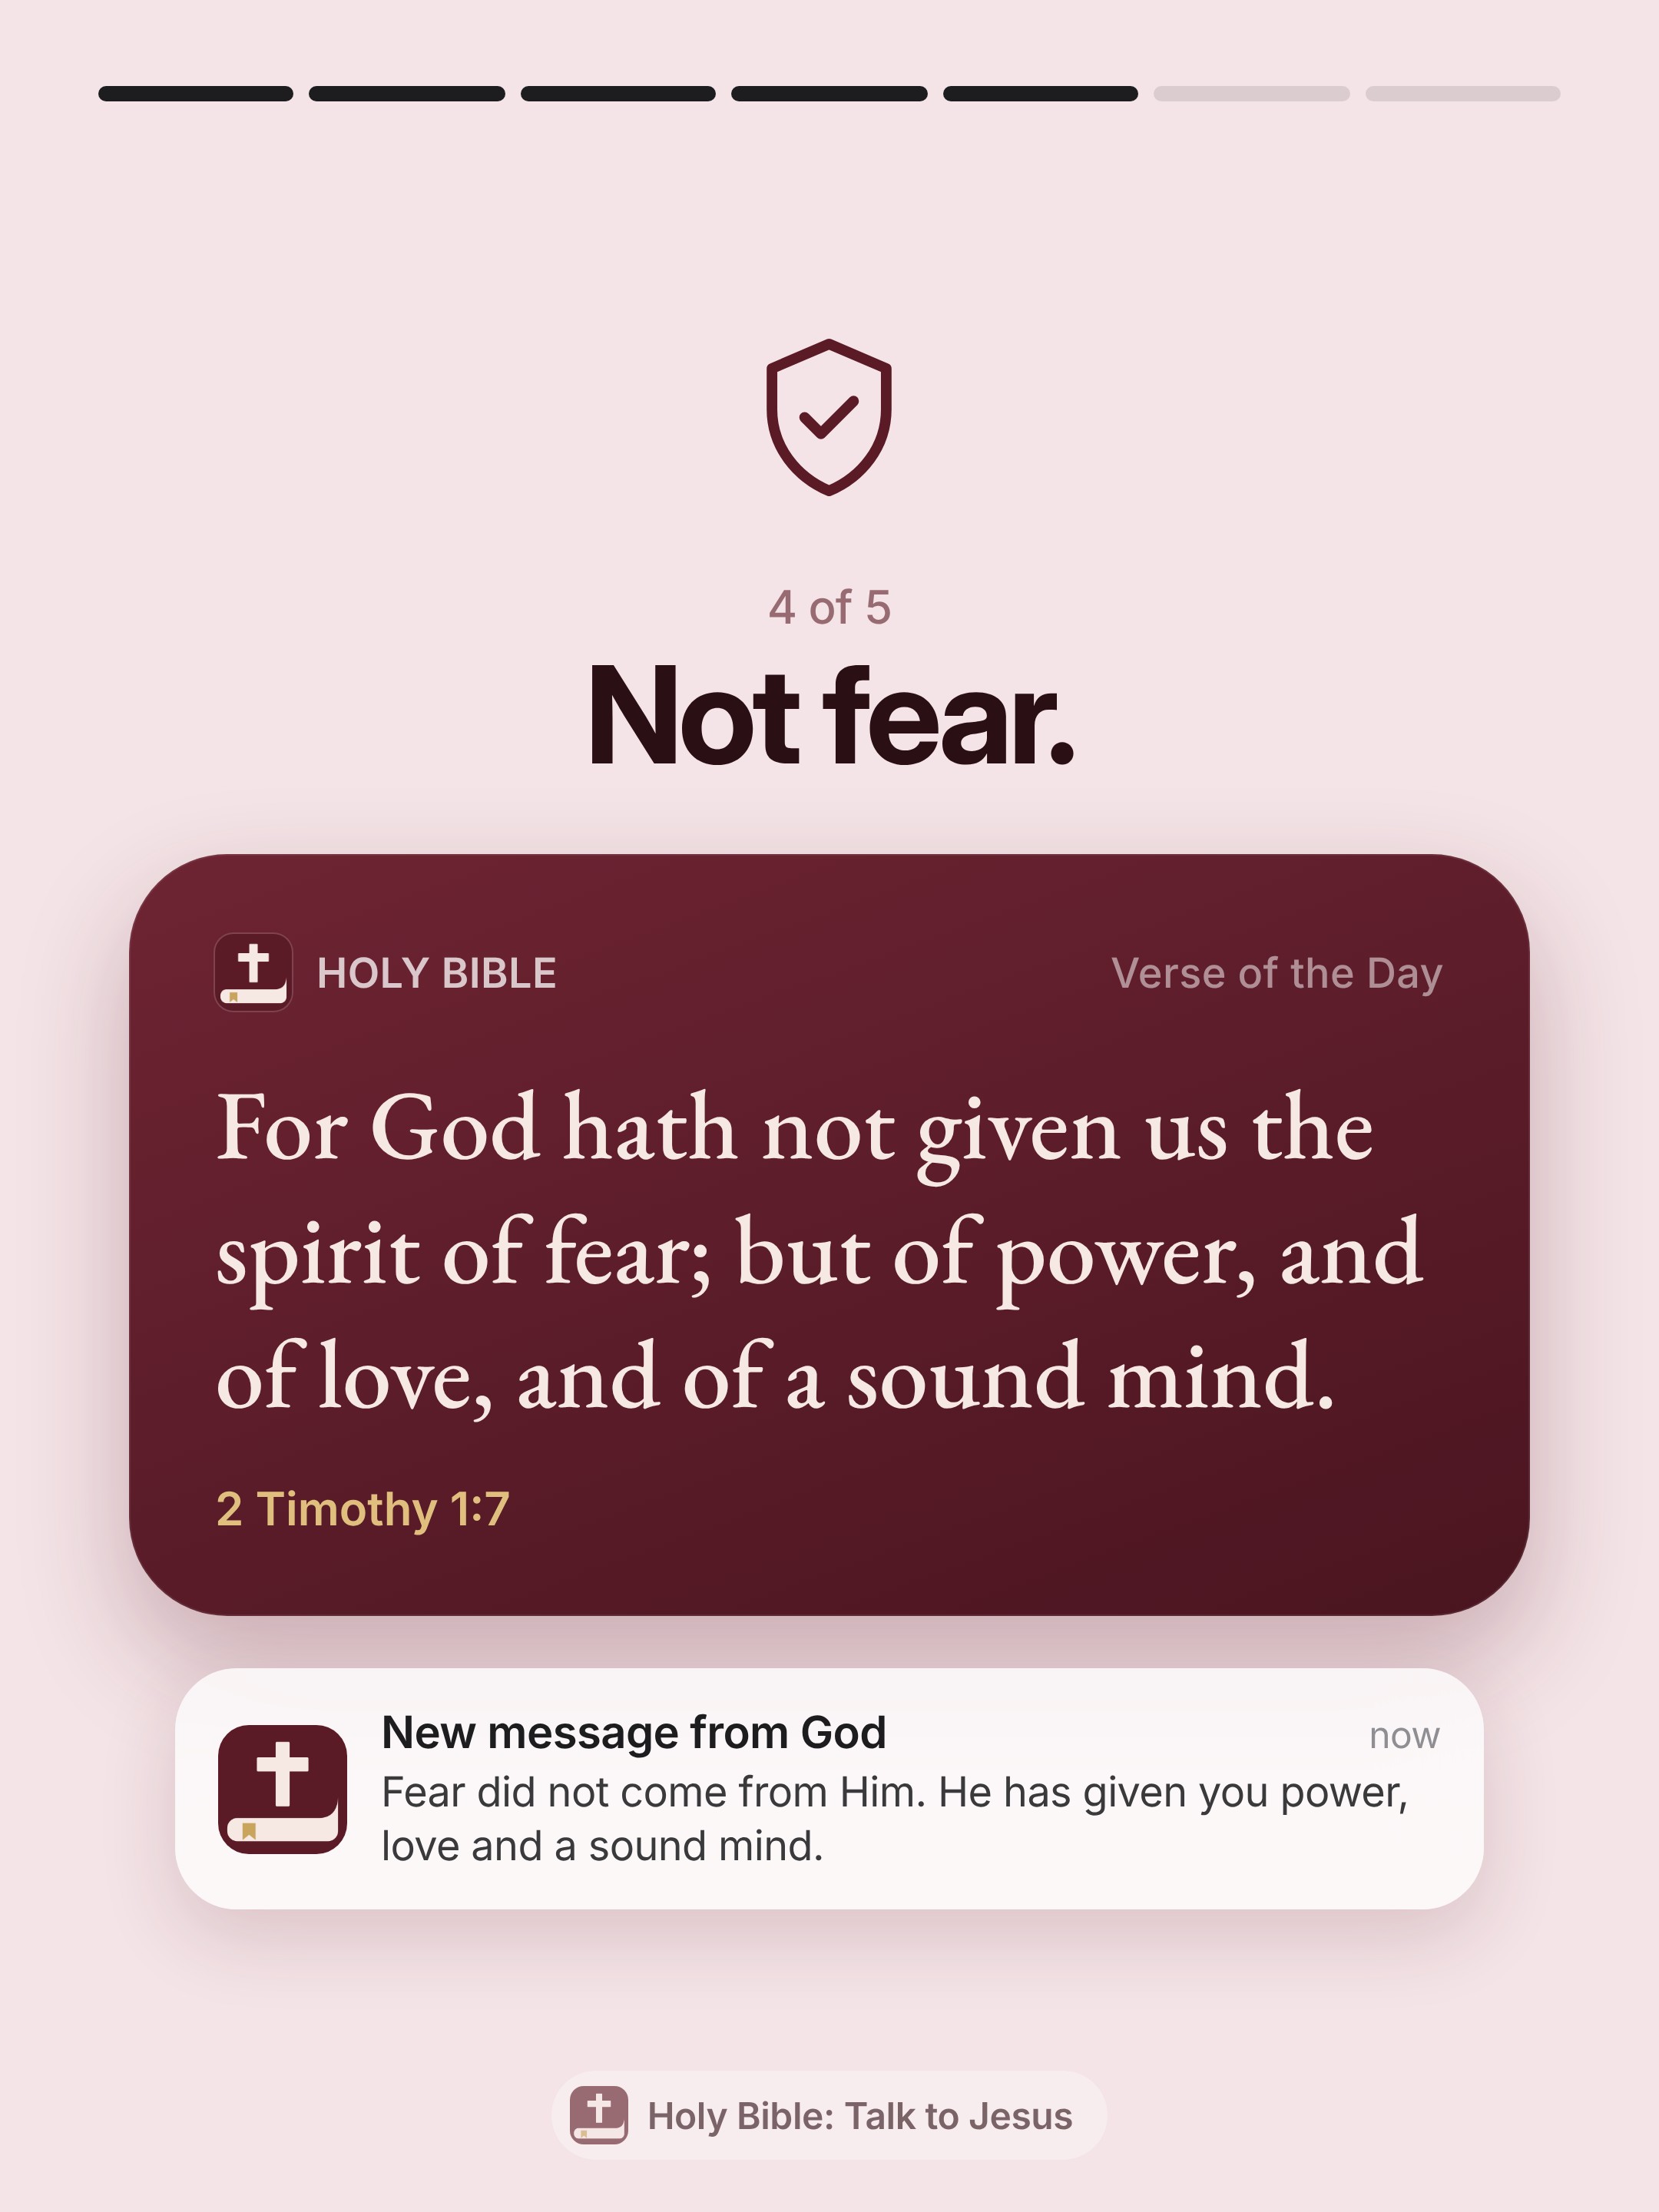 4 of 5
Not fear.
HOLY BIBLE
Verse of the Day
For God hath not given us the
spirit of fear; but of power, and
of love, and of a sound mind.
2 Timothy 1:7
New message from God
now
Fear did not come from Him. He has given you power,
love and a sound mind.
Holy Bible: Talk to Jesus